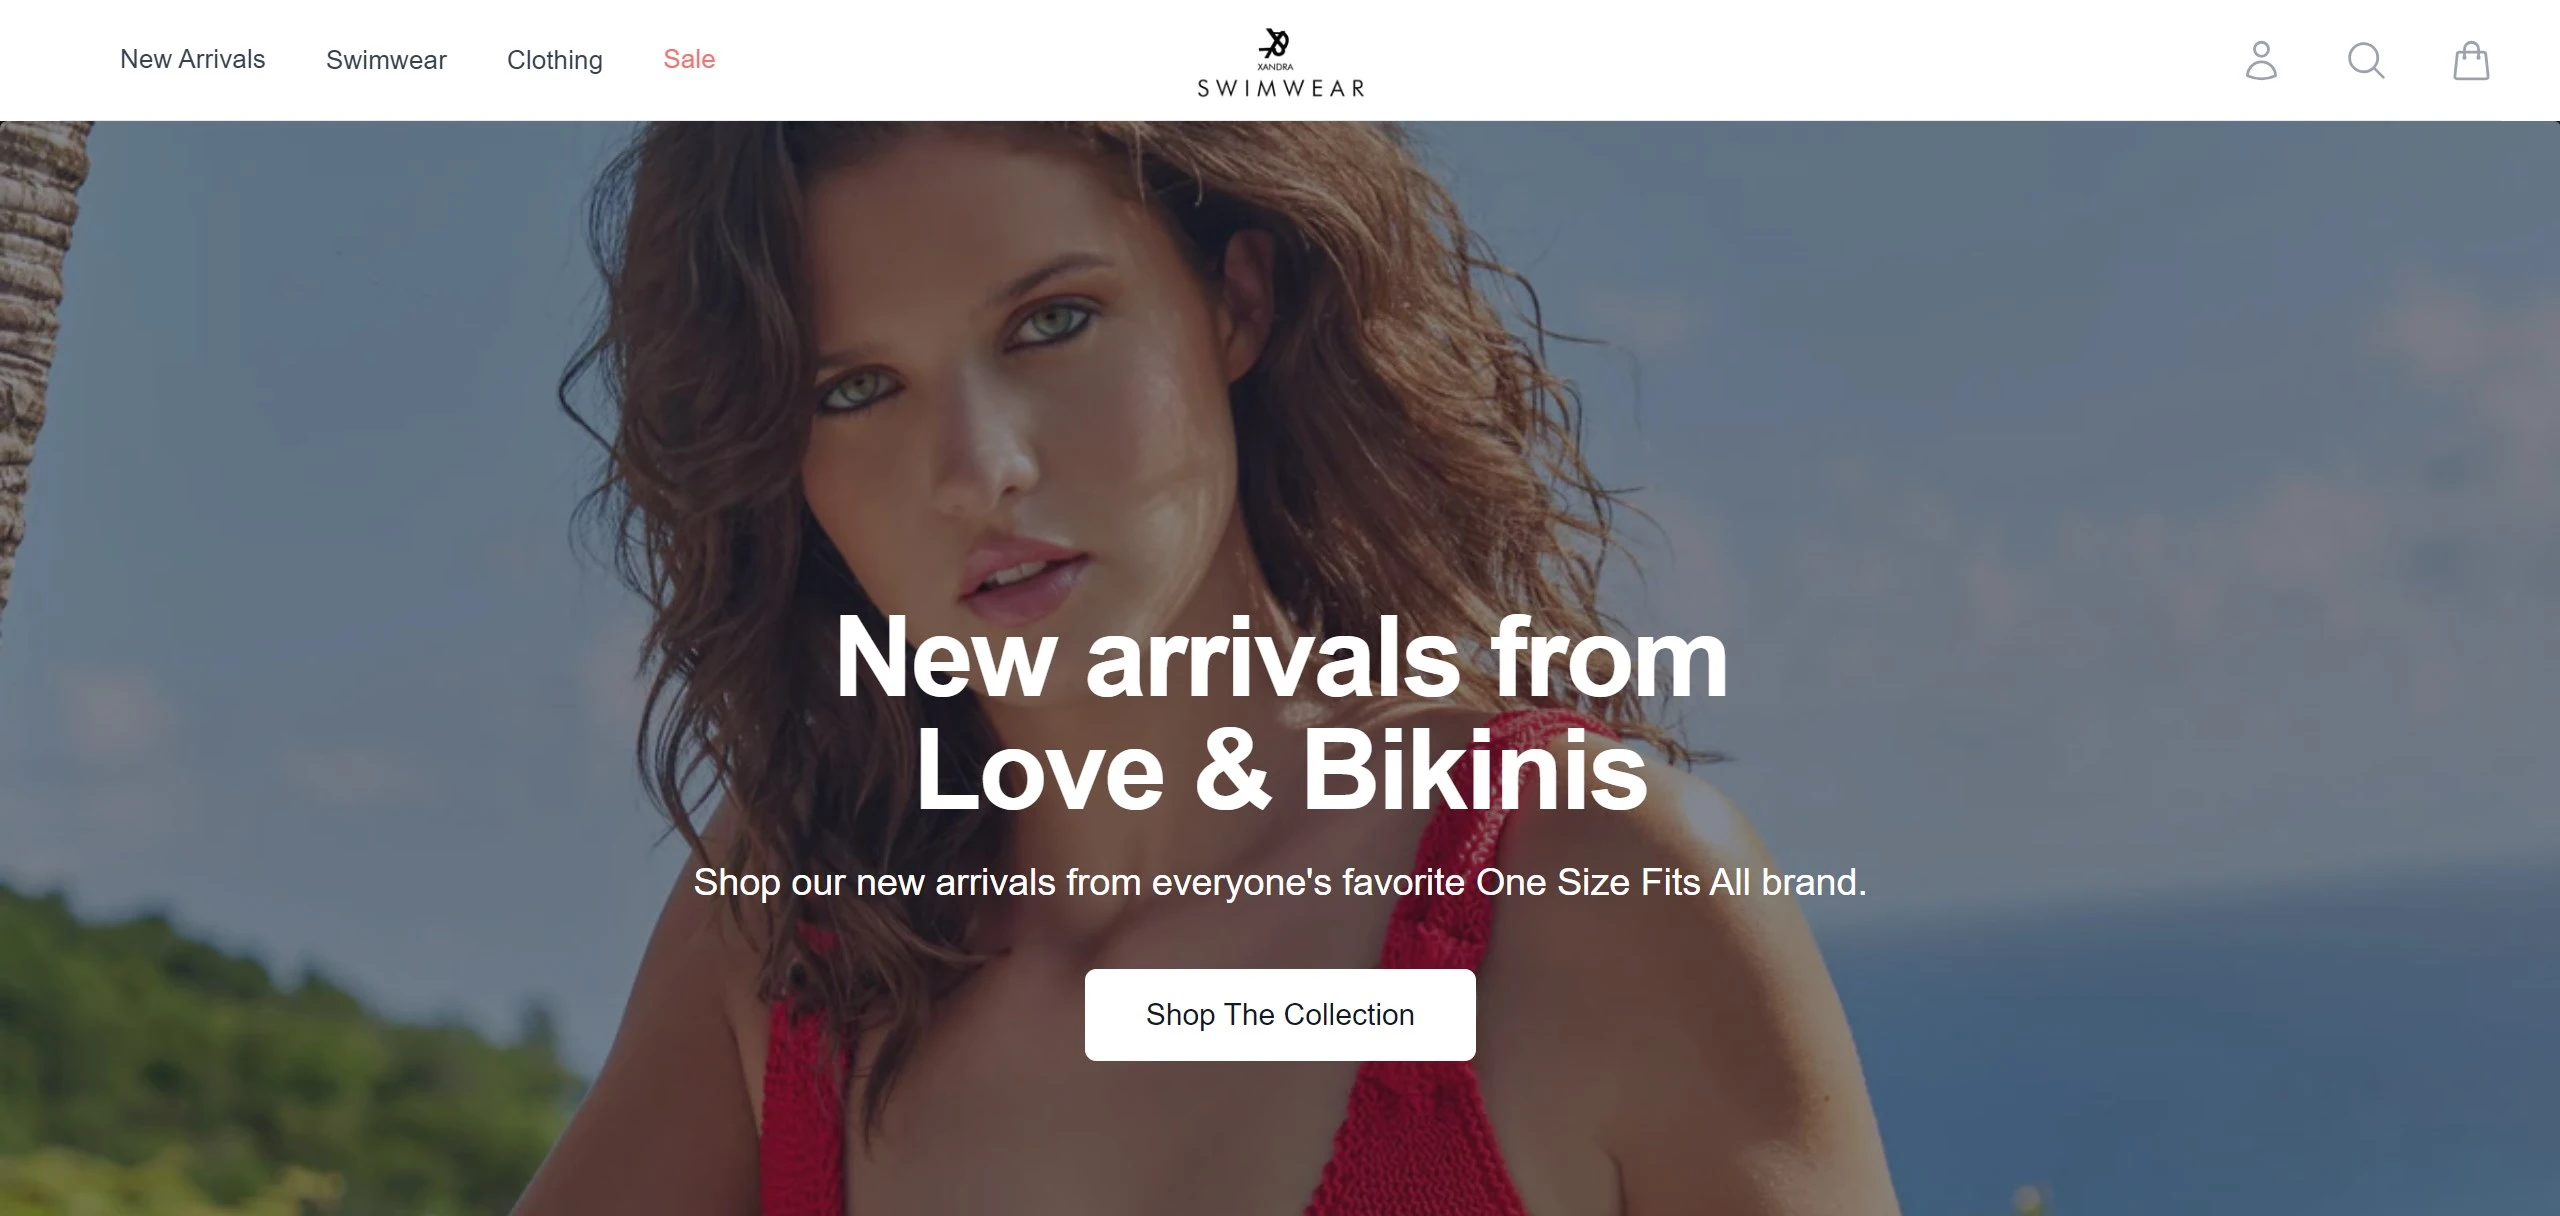 New Arrivals
Swimwear
Clothing
Sale
XANDRA
SWIMWEAR
New arrivals from
Love & Bikinis
Shop our new arrivals from everyone's favorite One Size Fits All brand.
Shop The Collection